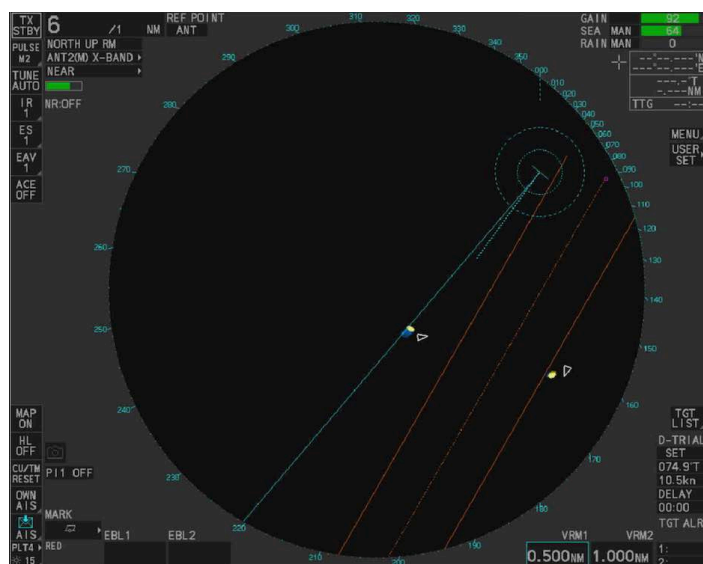 TX
STBY
6 /1 NM
REF POINT
ANT
PULSE
M2
NORTH UP RM
ANT2(M) X-BAND
NEAR
TUNE
AUTO
NR:OFF
IR
1
ES
1
EAV
1
ACE
OFF
GAIN 92
SEA MAN 64
RAIN MAN 0
--°--.---'N
---°--.---'E
---.-°T
-.---NM
TTG --:--
MENU
USER
SET
000
010
020
030
040
050
060
070
080
090
100
110
120
130
140
150
160
170
180
190
200
210
220
230
240
250
260
270
280
290
300
310
320
MAP
ON
HL
OFF
CU/TM
RESET
OWN
AIS
AIS
PLT4
15
PI1 OFF
MARK
RED
EBL1
EBL2
VRM1
0.500NM
VRM2
1.000NM
TGT
LIST
D-TRIAL
SET
074.9°T
10.5kn
DELAY
00:00
TGT ALR
1:
2: